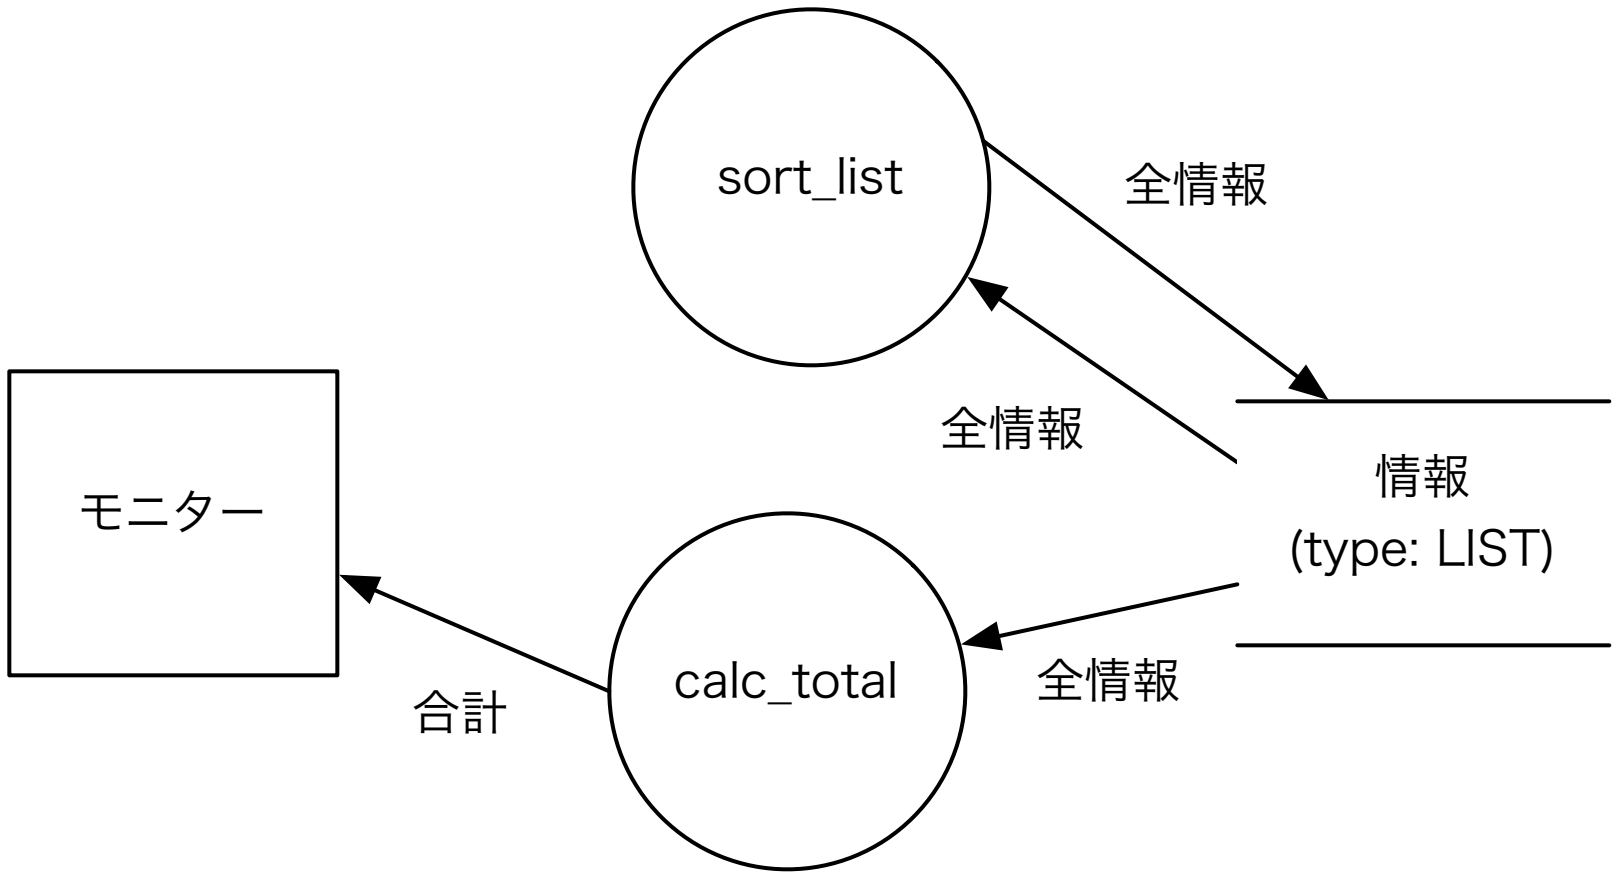 sort_list
全情報
全情報
情報
(type: LIST)
モニター
calc_total
全情報
合計